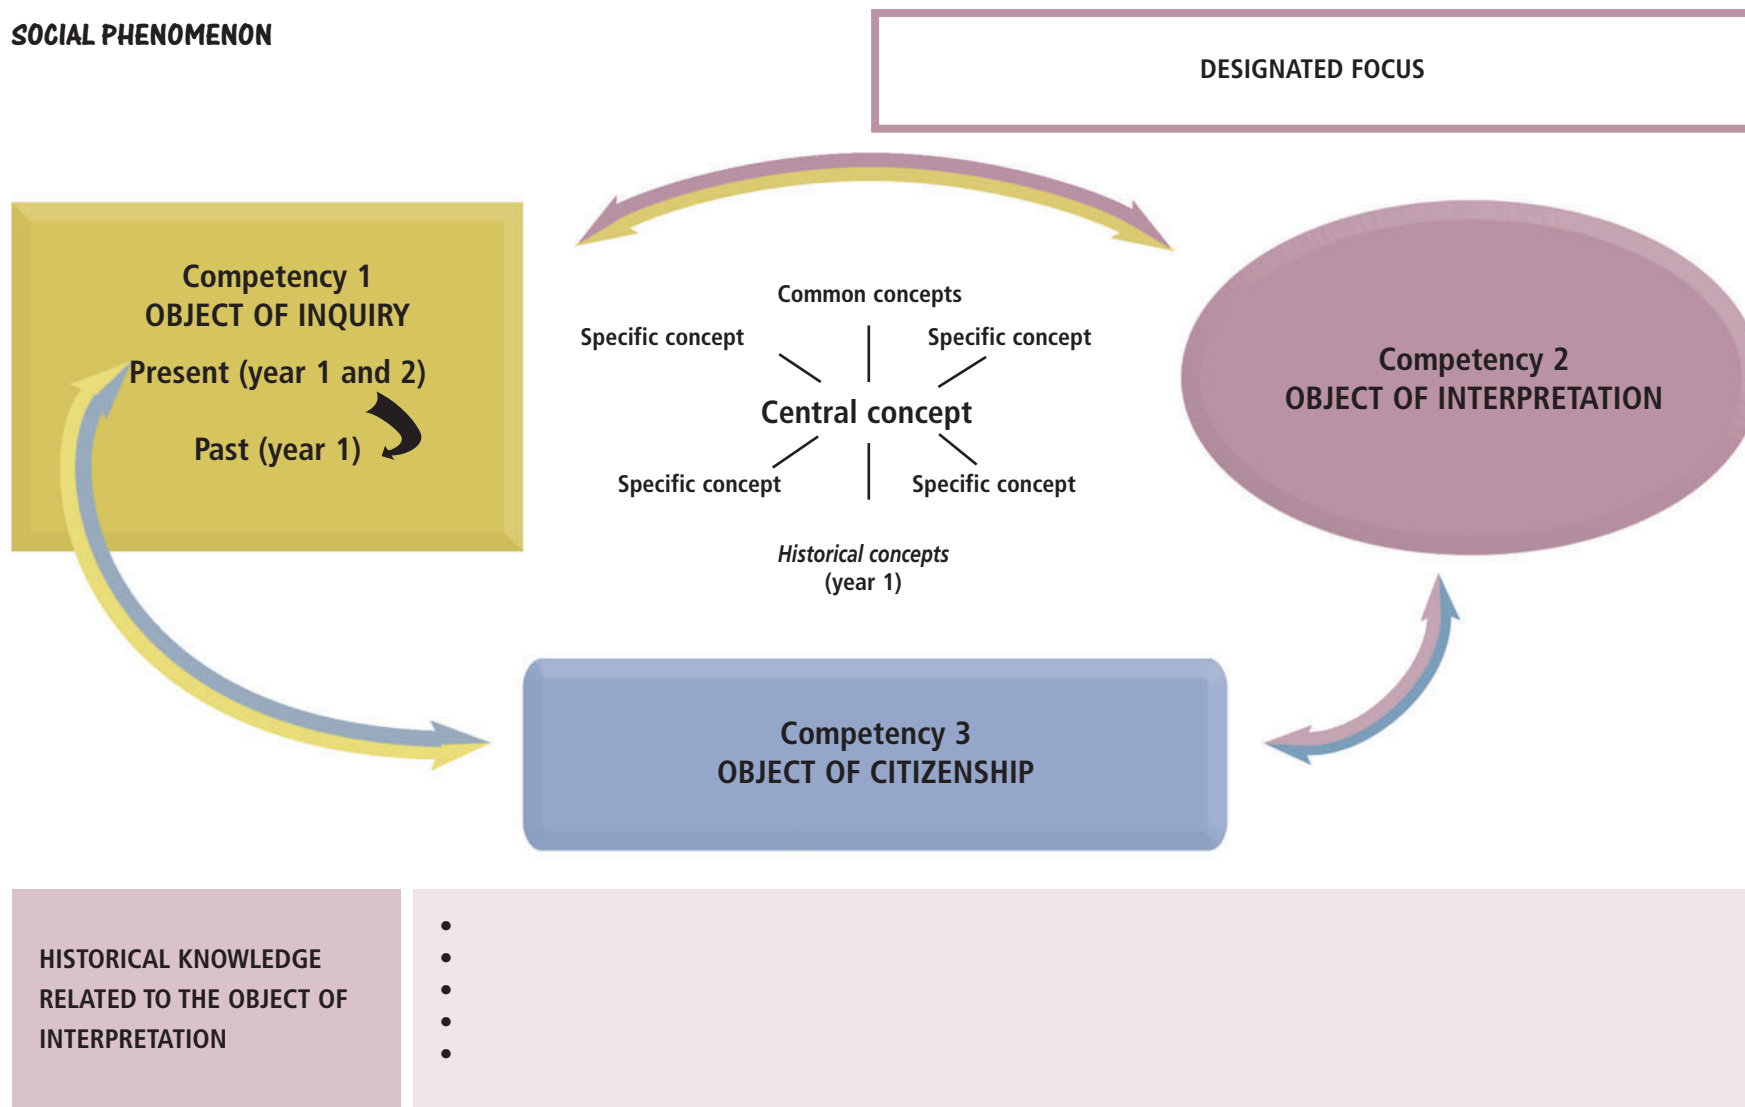 SOCIAL PHENOMENON
DESIGNATED FOCUS
Competency 1
OBJECT OF INQUIRY
Present (year 1 and 2)
Past (year 1)
Common concepts
Specific concept
Specific concept
Central concept
Specific concept
Specific concept
Historical concepts
(year 1)
Competency 2
OBJECT OF INTERPRETATION
Competency 3
OBJECT OF CITIZENSHIP
HISTORICAL KNOWLEDGE
RELATED TO THE OBJECT OF
INTERPRETATION